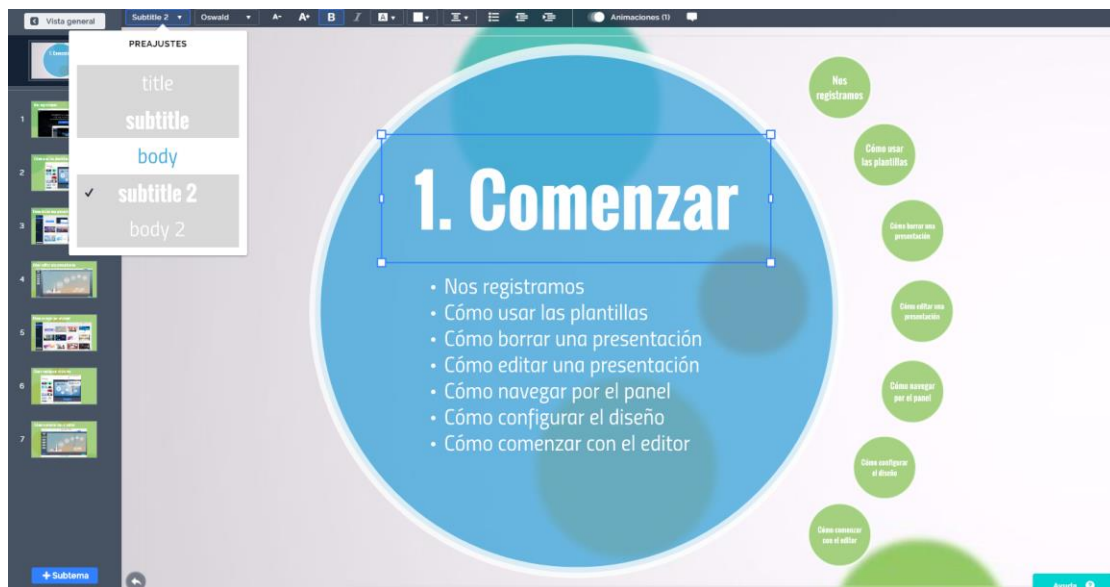 Vista general
Subtitle 2
Oswald
A-
A+
B
I
A
Animaciones (1)
PREAJUSTES
title
subtitle
body
subtitle 2
body 2
1
2
3
4
5
6
7
+ Subtema
1. Comenzar
• Nos registramos
• Cómo usar las plantillas
• Cómo borrar una presentación
• Cómo editar una presentación
• Cómo navegar por el panel
• Cómo configurar el diseño
• Cómo comenzar con el editor
Nos
registramos
Cómo usar
las plantillas
Cómo borrar una
presentación
Cómo editar una
presentación
Cómo navegar
por el panel
Cómo configurar
el diseño
Cómo comenzar
con el editor
Ayuda